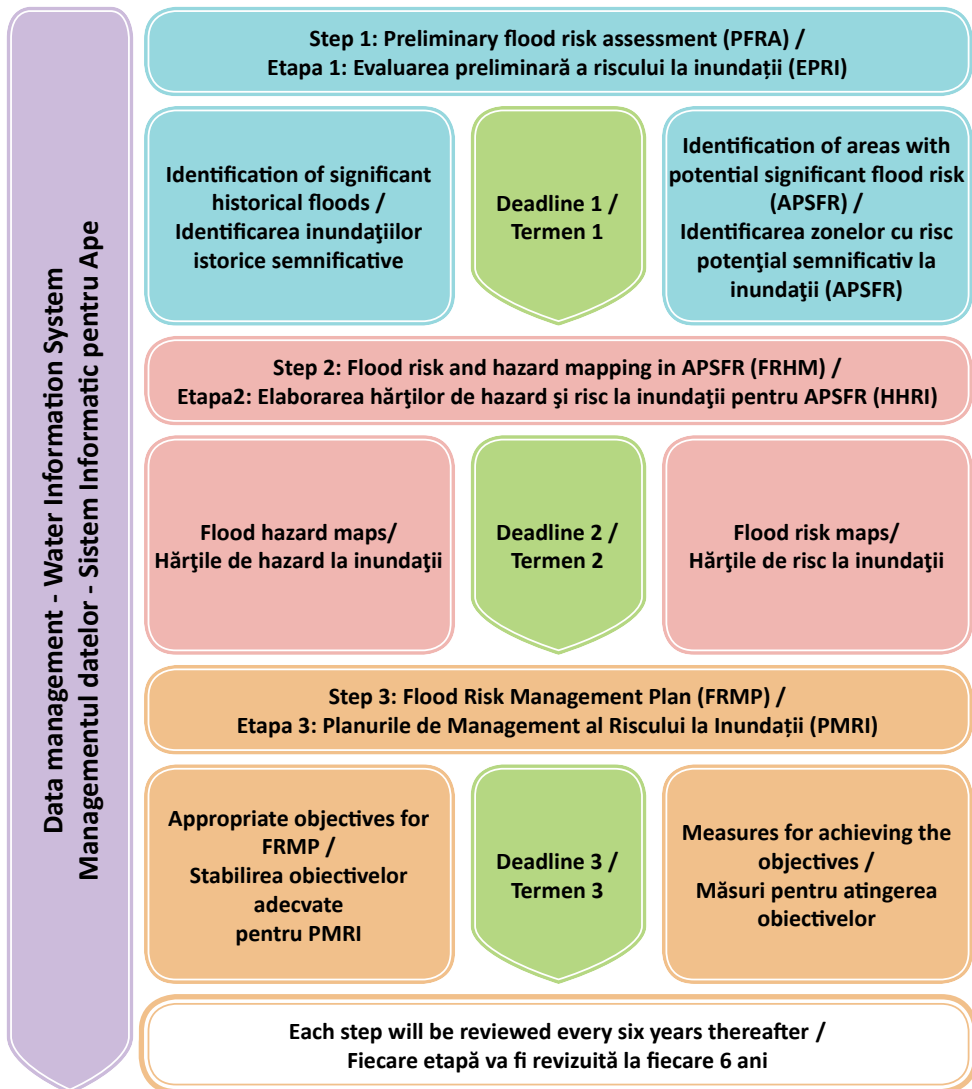 Data management - Water Information System
Managementul datelor - Sistem Informatic pentru Ape
Step 1: Preliminary flood risk assessment (PFRA) /
Etapa 1: Evaluarea preliminară a riscului la inundații (EPRI)
Identification of significant
historical floods /
Identificarea inundaţiilor
istorice semnificative
Deadline 1 /
Termen 1
Identification of areas with
potential significant flood risk
(APSFR) /
Identificarea zonelor cu risc
potenţial semnificativ la
inundaţii (APSFR)
Step 2: Flood risk and hazard mapping in APSFR (FRHM) /
Etapa2: Elaborarea hărţilor de hazard şi risc la inundaţii pentru APSFR (HHRI)
Flood hazard maps/
Hărţile de hazard la inundaţii
Deadline 2 /
Termen 2
Flood risk maps/
Hărţile de risc la inundaţii
Step 3: Flood Risk Management Plan (FRMP) /
Etapa 3: Planurile de Management al Riscului la Inundații (PMRI)
Appropriate objectives for
FRMP /
Stabilirea obiectivelor
adecvate
pentru PMRI
Deadline 3 /
Termen 3
Measures for achieving the
objectives /
Măsuri pentru atingerea
obiectivelor
Each step will be reviewed every six years thereafter /
Fiecare etapă va fi revizuită la fiecare 6 ani